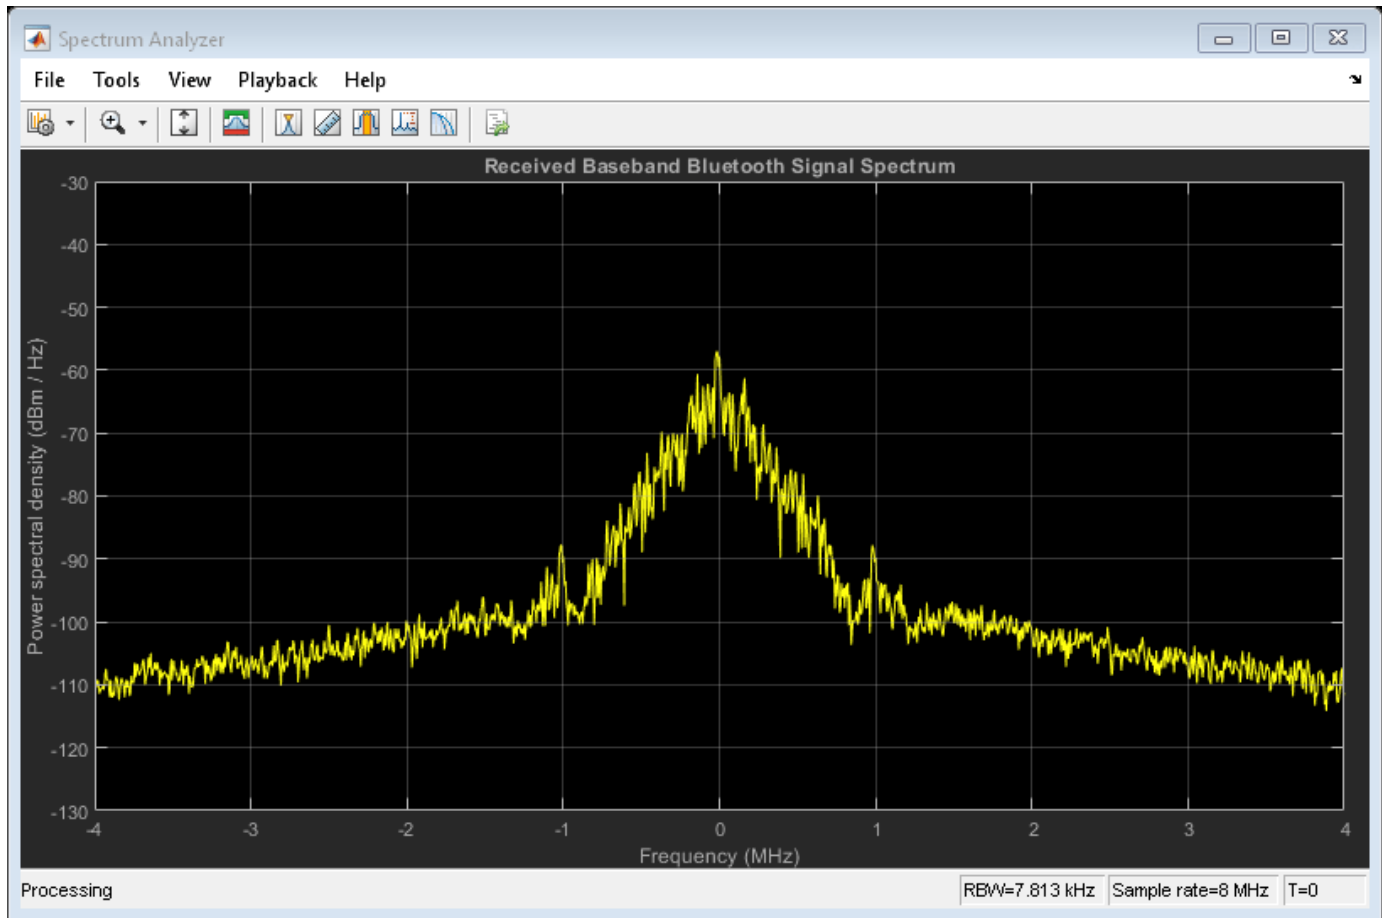 Spectrum Analyzer
File Tools View Playback Help
Received Baseband Bluetooth Signal Spectrum
-30
-40
-50
-60
-70
-80
-90
-100
-110
-120
-130
Power spectral density (dBm / Hz)
-4 -3 -2 -1 0 1 2 3 4
Frequency (MHz)
Processing RBW=7.813 kHz Sample rate=8 MHz T=0